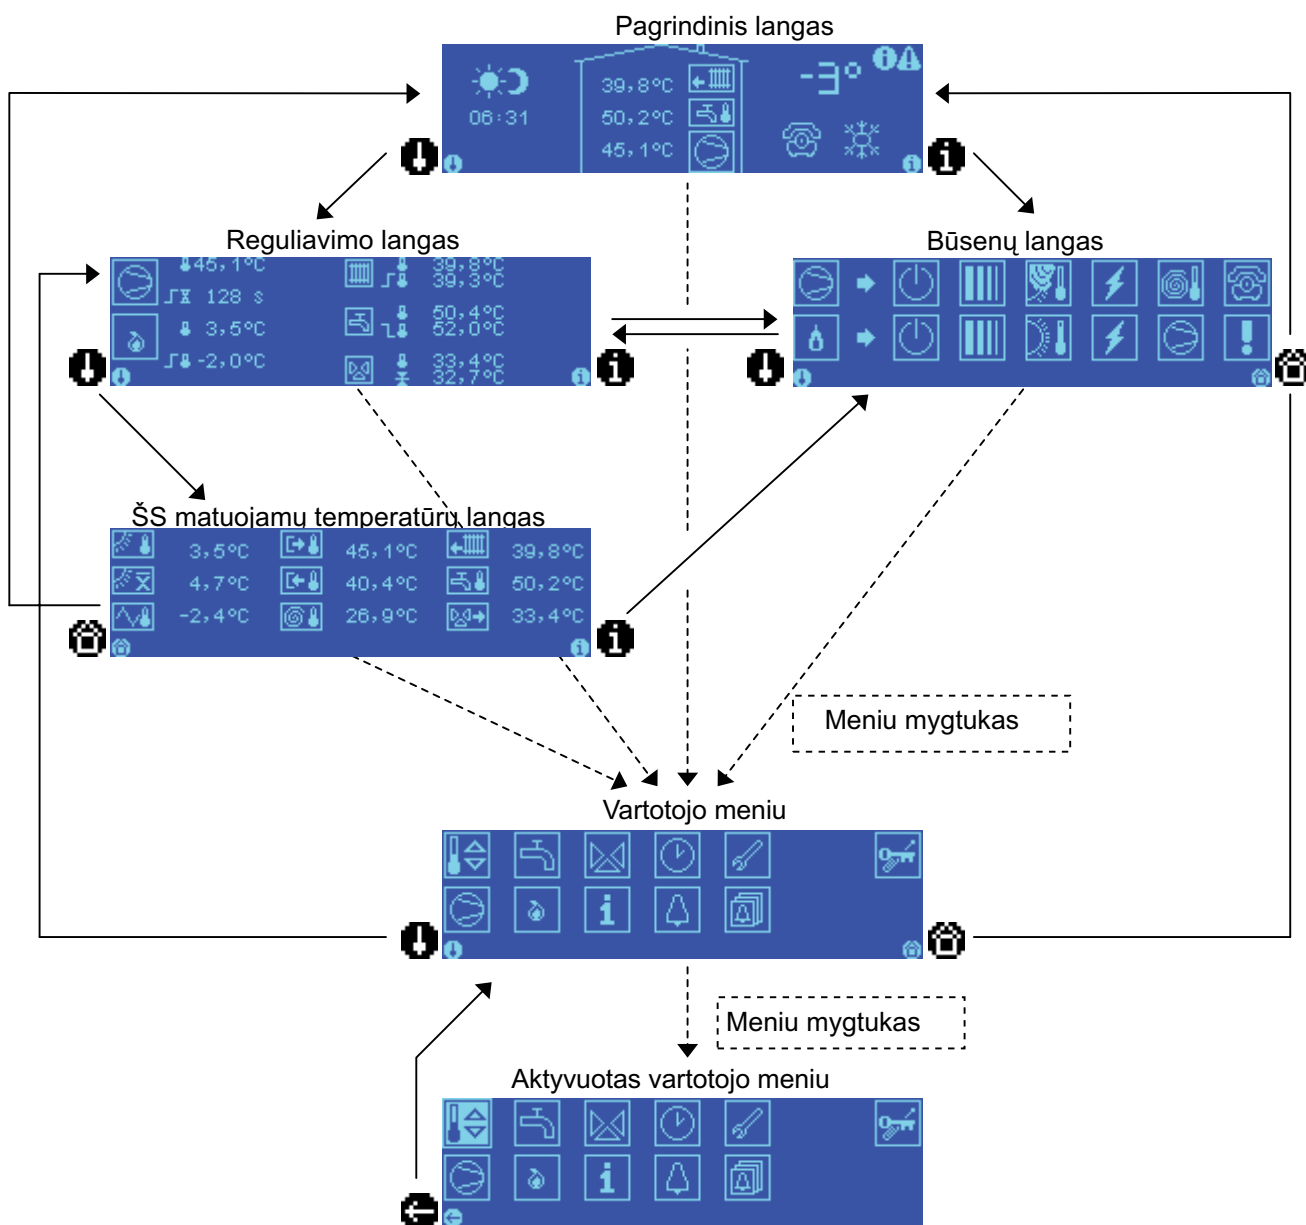 Pagrindinis langas
06:31
39,8°C
50,2°C
45,1°C
-3°
Reguliavimo langas
45,1°C
128 s
3,5°C
-2,0°C
39,8°C
39,3°C
50,4°C
52,0°C
33,4°C
32,7°C
Būsenų langas
ŠS matuojamų temperatūrų langas
3,5°C 45,1°C 39,8°C
4,7°C 40,4°C 50,2°C
-2,4°C 26,9°C 33,4°C
Meniu mygtukas
Vartotojo meniu
Meniu mygtukas
Aktyvuotas vartotojo meniu